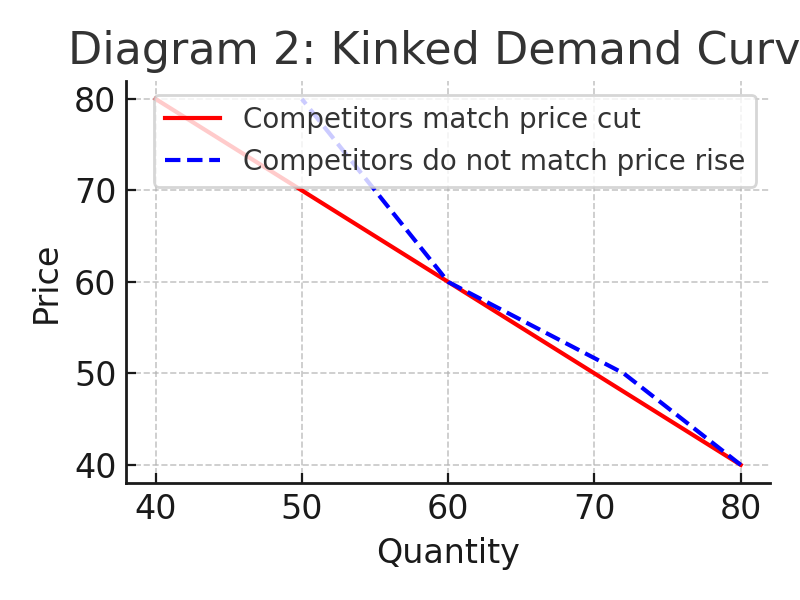 Diagram 2: Kinked Demand Curv
Competitors match price cut
Competitors do not match price rise
Price
80
70
60
50
40
40 50 60 70 80
Quantity